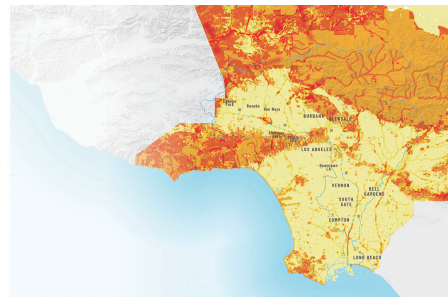 Canoga
Park
Reseda
Van Nuys
BURBANK
GLENDALE
LOS ANGELES
Downtown
LA
VERNON
BELL
GARDENS
SOUTH
GATE
COMPTON
LONG BEACH